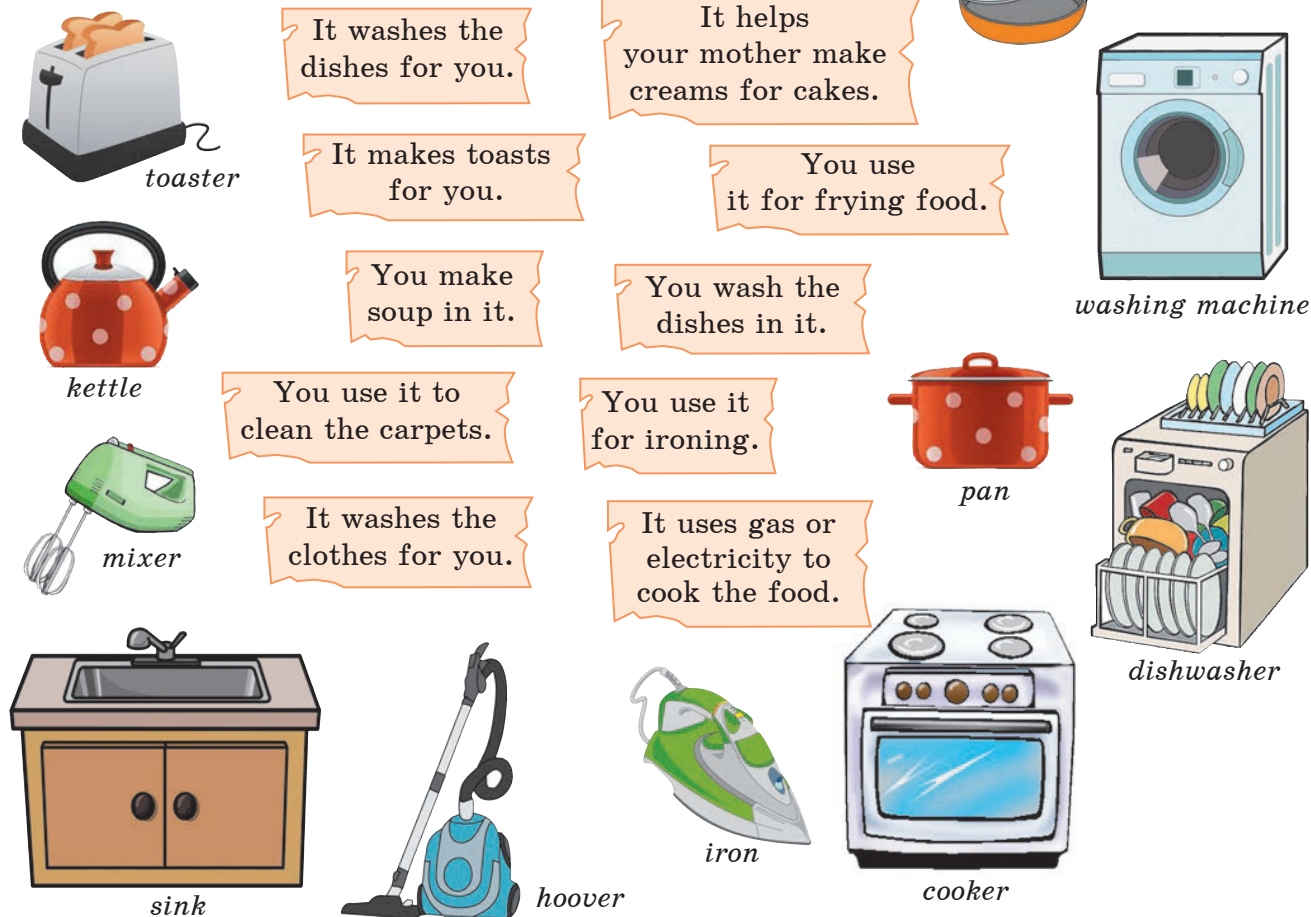 It washes the
dishes for you.
It helps
your mother make
creams for cakes.
toaster
It makes toasts
for you.
You use
it for frying food.
You make
soup in it.
You wash the
dishes in it.
washing machine
kettle
You use it to
clean the carpets.
You use it
for ironing.
pan
mixer
It washes the
clothes for you.
It uses gas or
electricity to
cook the food.
dishwasher
iron
cooker
hoover
sink